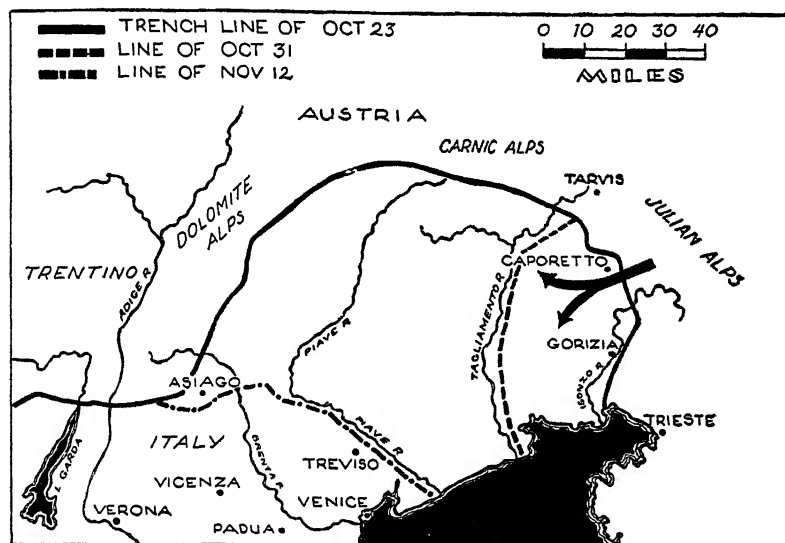 TRENCH LINE OF OCT 23
LINE OF OCT 31
LINE OF NOV 12
0 10 20 30 40
MILES
AUSTRIA
CARNIC ALPS
TARVIS
DOLOMITE
ALPS
JULIAN ALPS
TRENTINO
ADIGE R
CAPORETTO
TAGLIAMENTO R
PIAVE R
GORIZIA
ISONZO R
ASIAGO
TRIESTE
ITALY
PIAVE R
BRENTA R
L GARDA
TREVISO
VICENZA
VENICE
VERONA
PADUA